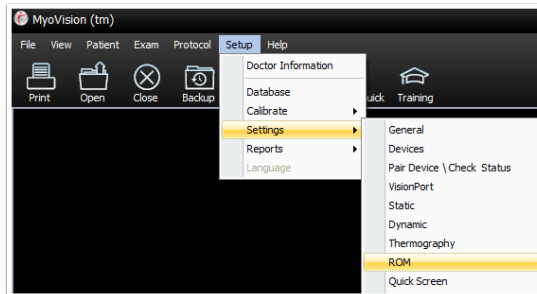 MyoVision (tm)
File View Patient Exam Protocol Setup Help
Print Open Close Backup Training
Doctor Information
Database
Calibrate
Settings
Reports
Language
General
Devices
Pair Device \ Check Status
VisionPort
Static
Dynamic
Thermography
ROM
Quick Screen